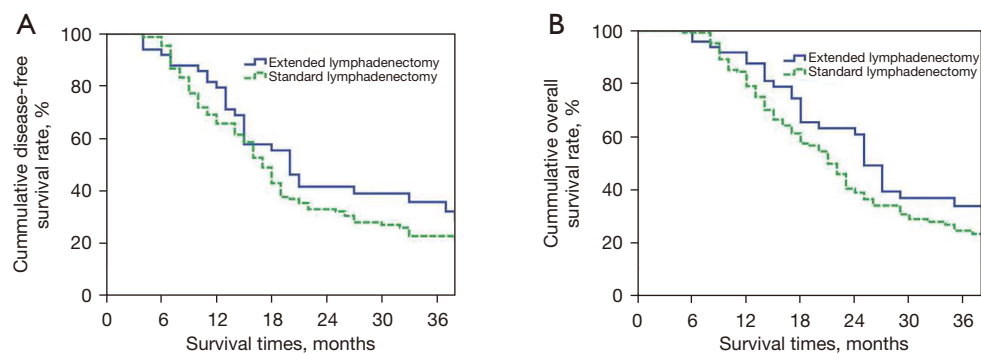 A
Cummulative disease-free
survival rate, %
100
80
60
40
20
0
Extended lymphadenectomy
Standard lymphadenectomy
0 6 12 18 24 30 36
Survival times, months
B
Cummulative overall
survival rate, %
100
80
60
40
20
0
Extended lymphadenectomy
Standard lymphadenectomy
0 6 12 18 24 30 36
Survival times, months